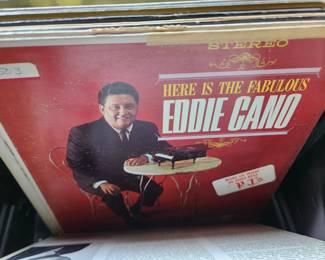 STEREO
HERE IS THE FABULOUS
EDDIE CANO
P.J.'s